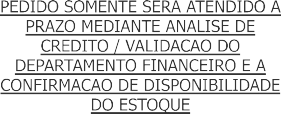 PEDIDO SOMENTE SERA ATENDIDO A
PRAZO MEDIANTE ANALISE DE
CREDITO / VALIDACAO DO
DEPARTAMENTO FINANCEIRO E A
CONFIRMACAO DE DISPONIBILIDADE
DO ESTOQUE